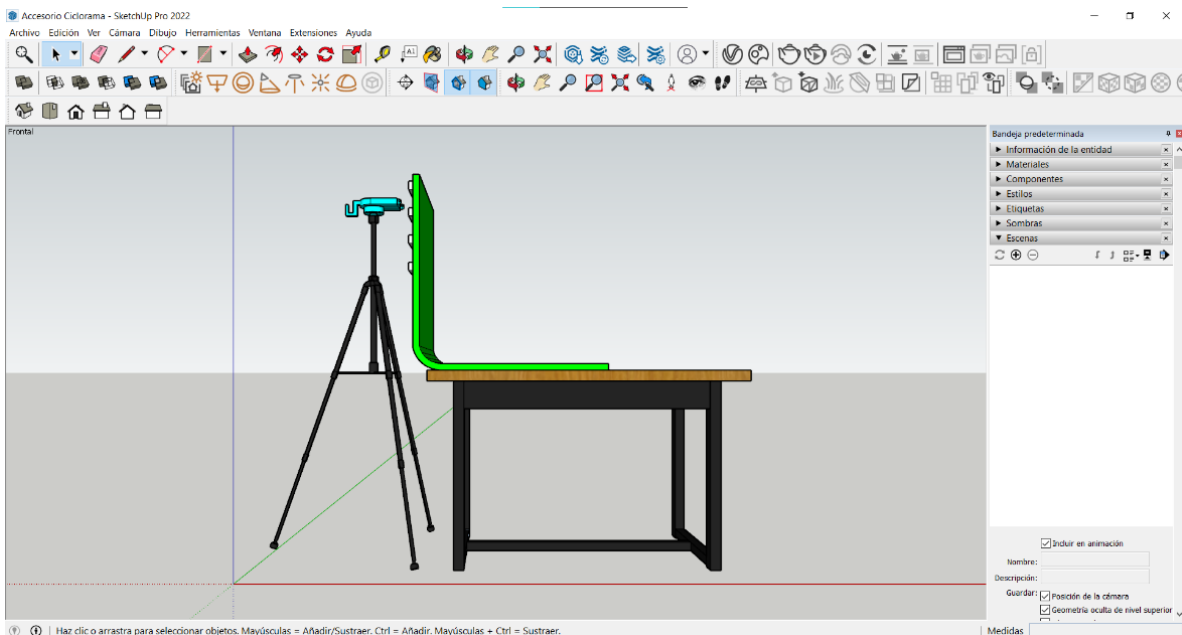 Accesorio Ciclorama - SketchUp Pro 2022
Archivo Edición Ver Cámara Dibujo Herramientas Ventana Extensiones Ayuda
A1
Frontal
Bandeja predeterminada
Información de la entidad
Materiales
Componentes
Estilos
Etiquetas
Sombras
Escenas
Incluir en animación
Nombre:
Descripción:
Guardar:
Posición de la cámara
Geometría oculta de nivel superior
Haz clic o arrastra para seleccionar objetos. Mayúsculas = Añadir/Sustraer. Ctrl = Añadir. Mayúsculas + Ctrl = Sustraer.
Medidas